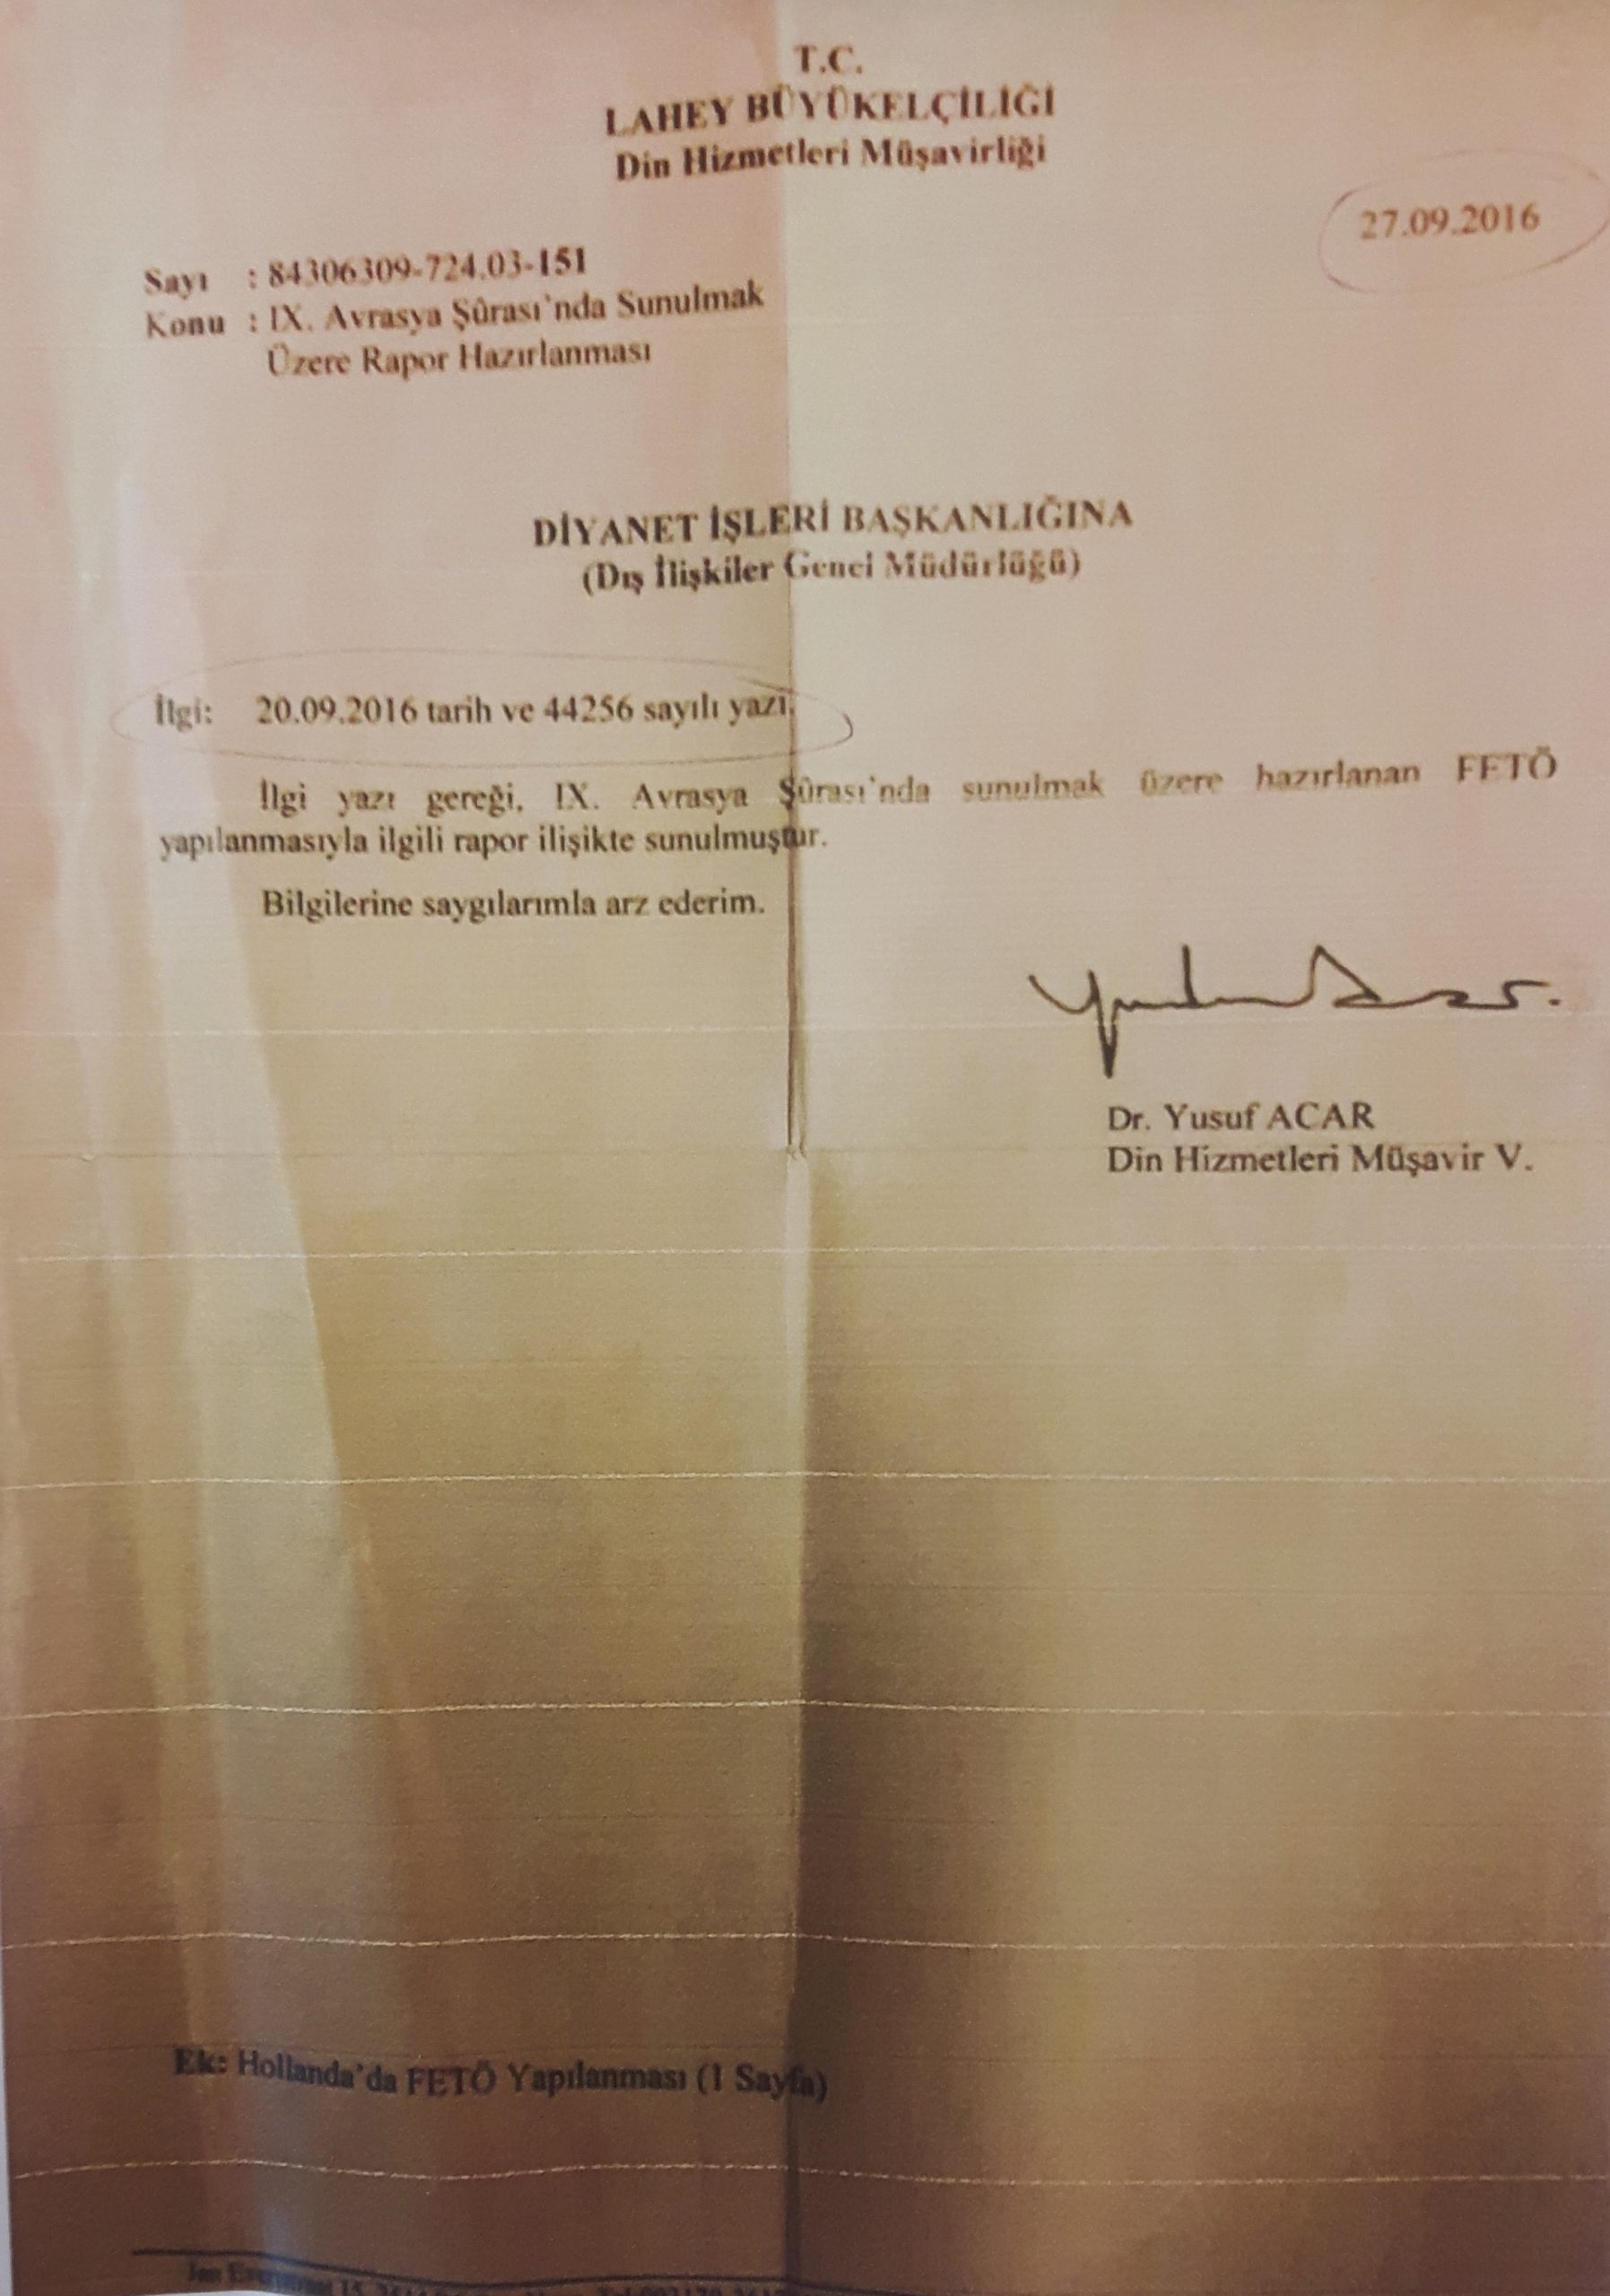 T.C.
LAHEY BÜYÜKELÇİLİĞİ
Din Hizmetleri Müşavirliği
27.09.2016
Sayı : 84306309-724.03-151
Konu : IX. Avrasya Şûrası'nda Sunulmak
Üzere Rapor Hazırlanması
DİYANET İŞLERİ BAŞKANLIĞINA
(Dış İlişkiler Genel Müdürlüğü)
İlgi: 20.09.2016 tarih ve 44256 sayılı yazı.
İlgi yazı gereği, IX. Avrasya Şûrası'nda sunulmak üzere hazırlanan FETÖ
yapılanmasıyla ilgili rapor ilişikte sunulmuştur.
Bilgilerine saygılarımla arz ederim.
Dr. Yusuf ACAR
Din Hizmetleri Müşavir V.
Ek: Hollanda'da FETÖ Yapılanması (1 Sayfa)
Jan